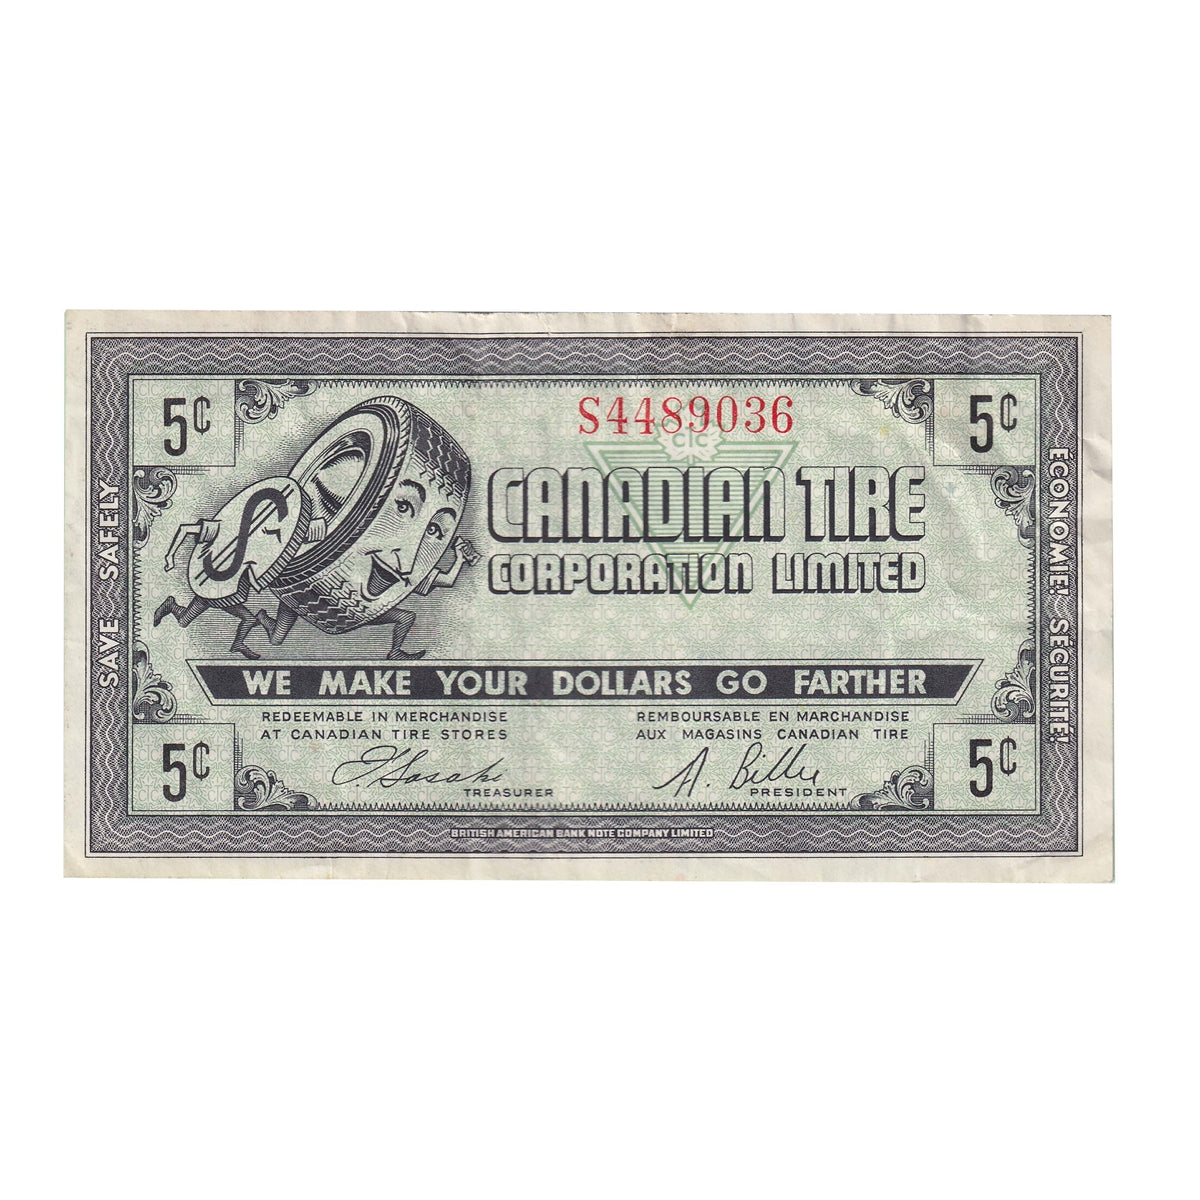 5¢
S4489036
5¢
CTC
CANADIAN TIRE
CORPORATION LIMITED
SAVE SAFELY
ÉCONOMIE! SÉCURITÉ!
$
WE MAKE YOUR DOLLARS GO FARTHER
REDEEMABLE IN MERCHANDISE
AT CANADIAN TIRE STORES
REMBOURSABLE EN MARCHANDISE
AUX MAGASINS CANADIAN TIRE
5¢
TREASURER
A. Billes
PRESIDENT
5¢
BRITISH AMERICAN BANK NOTE COMPANY LIMITED